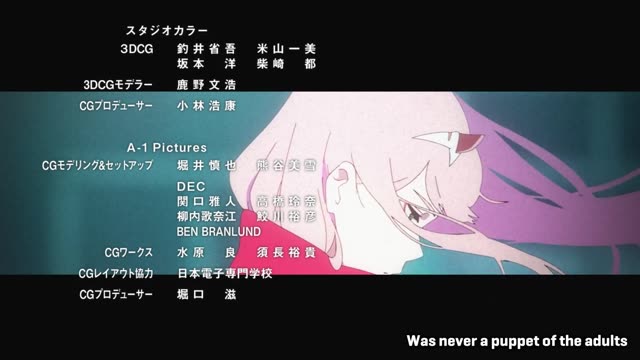 スタジオカラー
3DCG 釣井省吾 米山一美
坂本 洋 柴崎 都
3DCGモデラー 鹿野文浩
CGプロデューサー 小林浩康
A-1 Pictures
CGモデリング&セットアップ 堀井慎也 熊谷美雪
DEC
関口雅人 高橋玲奈
柳内歌奈江 鮫川裕彦
BEN BRANLUND
CGワークス 水原 良 須長裕貴
CGレイアウト協力 日本電子専門学校
CGプロデューサー 堀口 滋
Was never a puppet of the adults